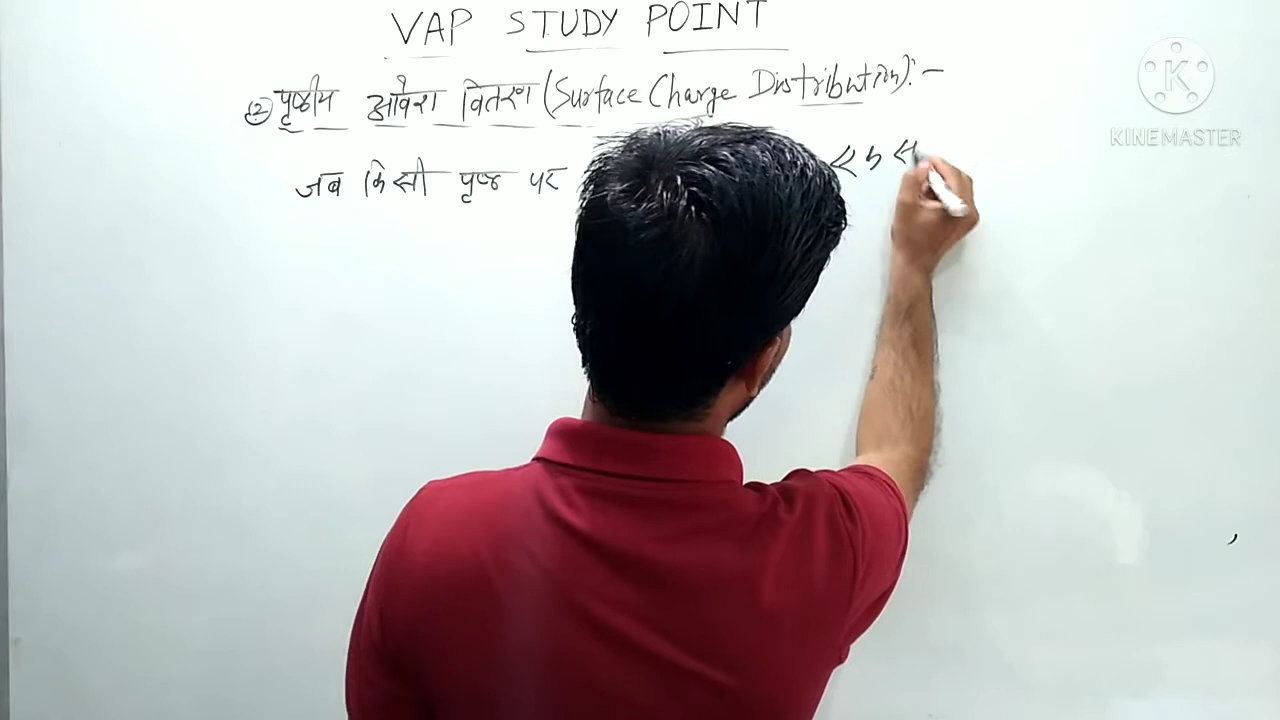 VAP STUDY POINT
(2) पृष्ठीय आवेश वितरण (Surface Charge Distribution):-
जब किसी पृष्ठ पर
KINEMASTER